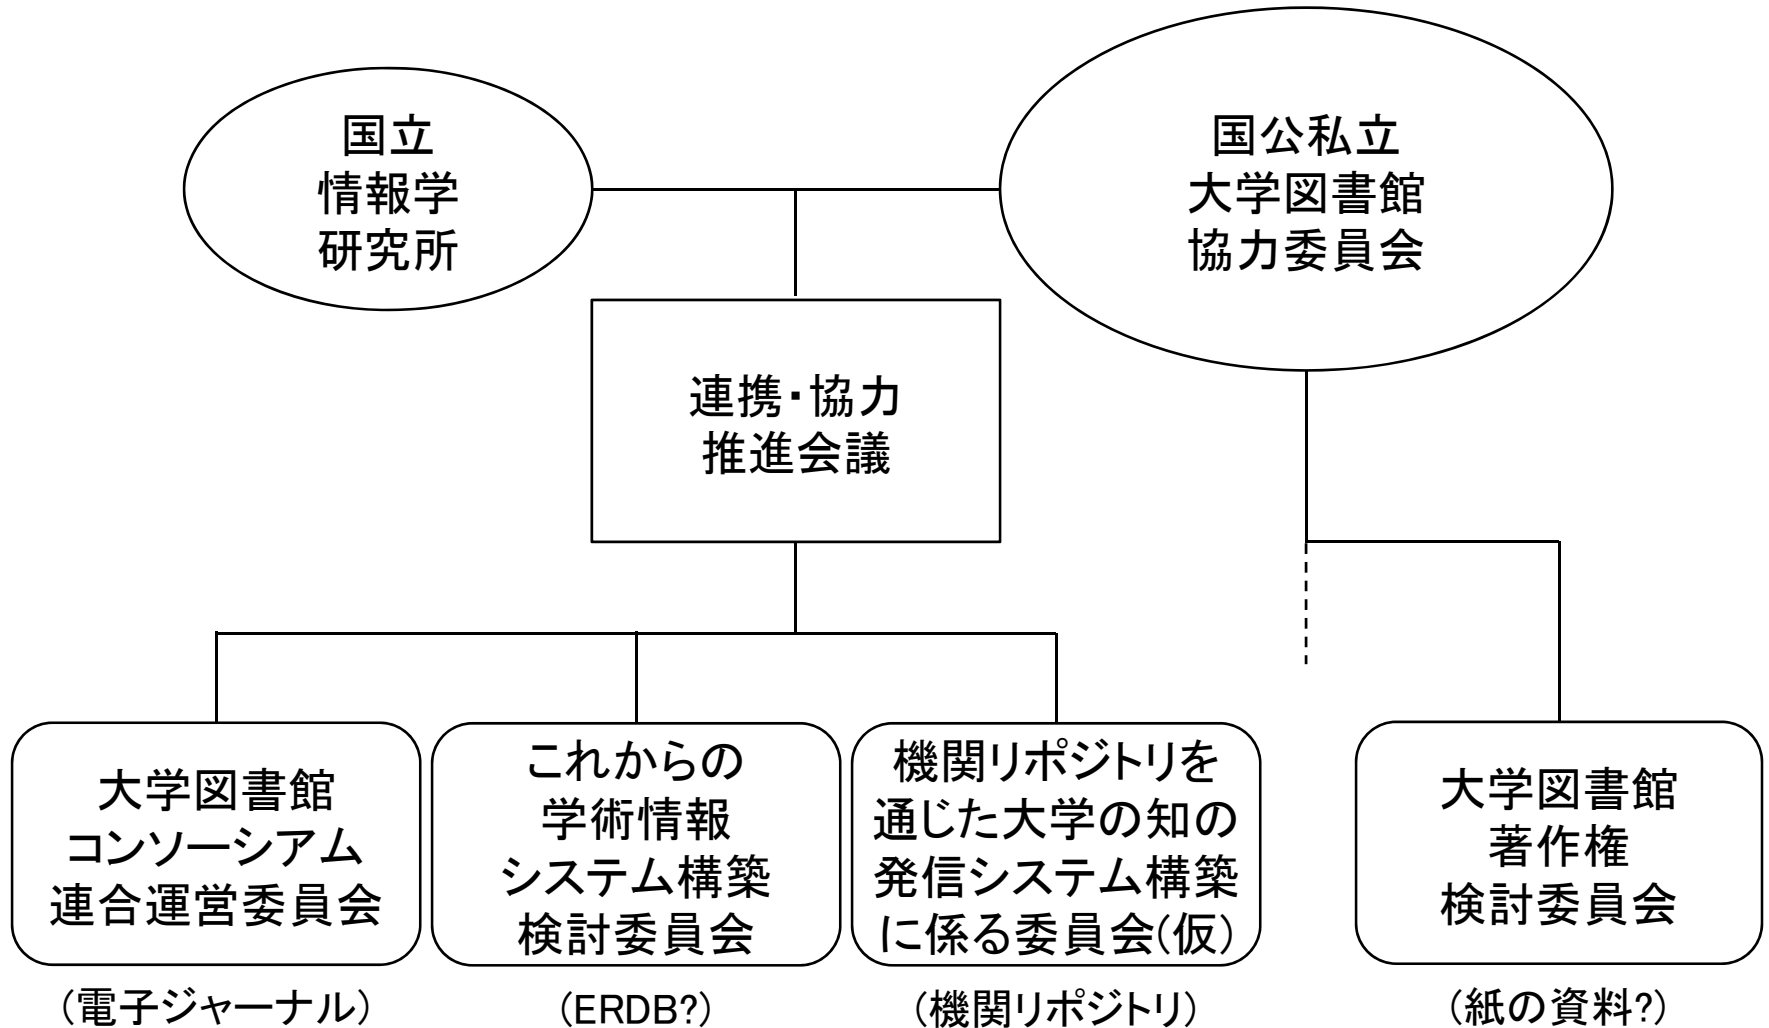 国立
情報学
研究所
国公私立
大学図書館
協力委員会
連携・協力
推進会議
大学図書館
コンソーシアム
連合運営委員会
(電子ジャーナル)
これからの
学術情報
システム構築
検討委員会
(ERDB?)
機関リポジトリを
通じた大学の知の
発信システム構築
に係る委員会(仮)
(機関リポジトリ)
大学図書館
著作権
検討委員会
(紙の資料?)